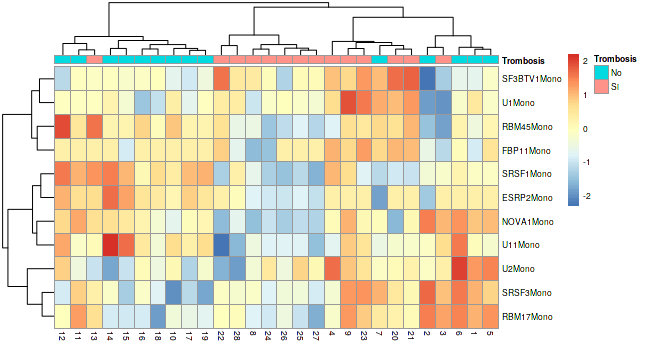 Trombosis
SF3BTV1Mono
U1Mono
RBM45Mono
FBP11Mono
SRSF1Mono
ESRP2Mono
NOVA1Mono
U11Mono
U2Mono
SRSF3Mono
RBM17Mono
12 11 13 14 15 16 18 10 17 19 22 28 8 24 26 25 27 4 9 23 7 20 21 2 3 6 1 5
2
1
0
-1
-2
Trombosis
No
SI